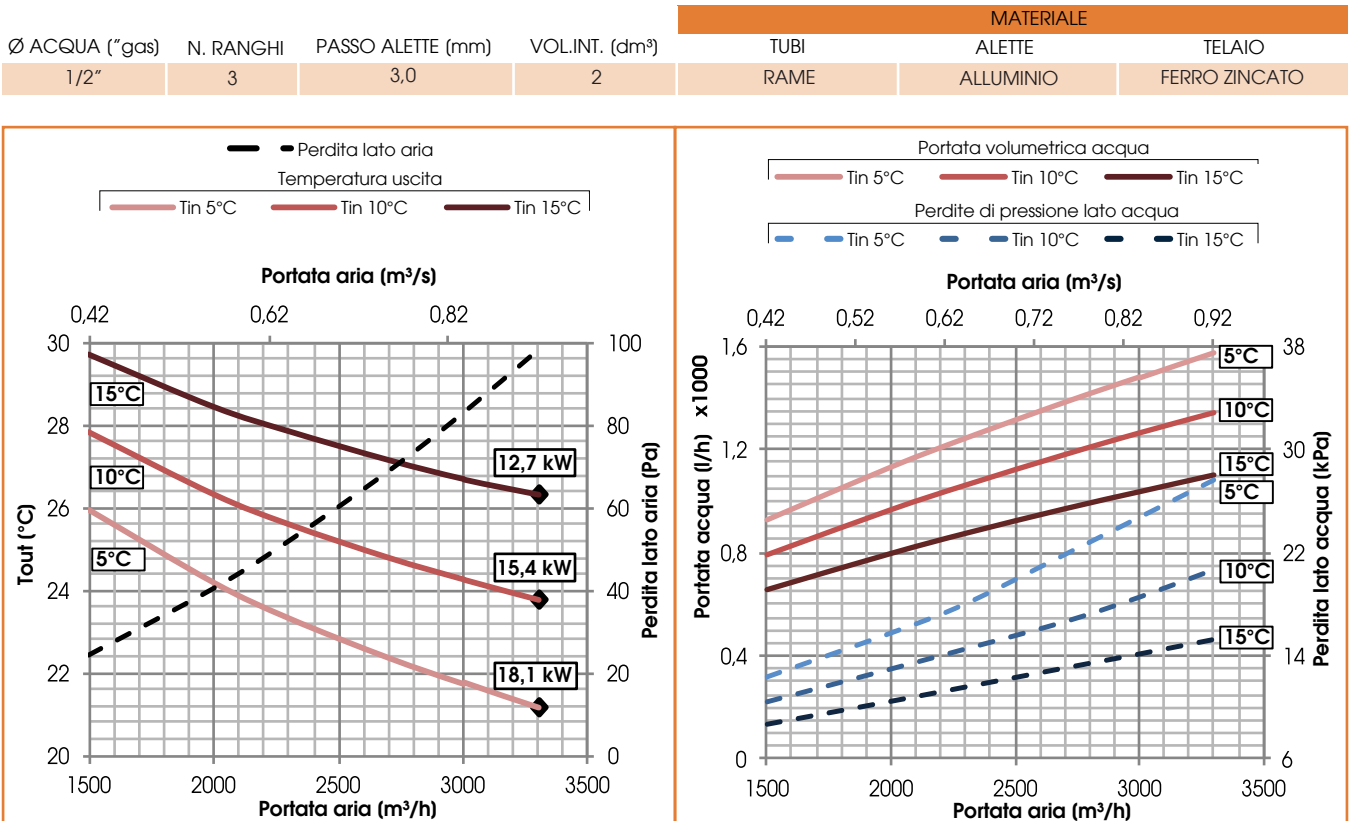 MATERIALE
Ø ACQUA (″gas) N. RANGHI PASSO ALETTE (mm) VOL.INT. (dm³) TUBI ALETTE TELAIO
1/2″ 3 3,0 2 RAME ALLUMINIO FERRO ZINCATO
Perdita lato aria
Temperatura uscita
Tin 5°C Tin 10°C Tin 15°C
Portata aria (m³/s)
0,42 0,62 0,82
30 100
28 80
26 60
24 40
22 20
20 0
Tout (°C)
Perdita lato aria (Pa)
15°C
10°C
5°C
12,7 kW
15,4 kW
18,1 kW
1500 2000 2500 3000 3500
Portata aria (m³/h)
Portata volumetrica acqua
Tin 5°C Tin 10°C Tin 15°C
Perdite di pressione lato acqua
Tin 5°C Tin 10°C Tin 15°C
Portata aria (m³/s)
0,42 0,52 0,62 0,72 0,82 0,92
1,6 38
1,2 30
0,8 22
0,4 14
0 6
Portata acqua (l/h) x1000
Perdita lato acqua (kPa)
5°C
10°C
15°C
5°C
10°C
15°C
1500 2000 2500 3000 3500
Portata aria (m³/h)